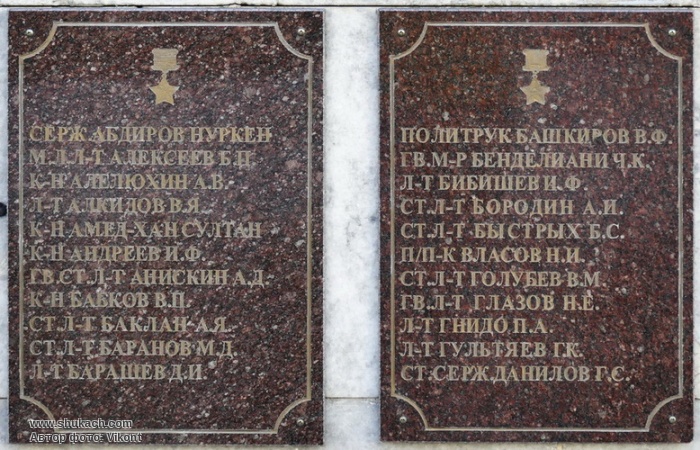 СЕРЖ АБДИРОВ НУРКЕН
МЛ.Л-Т АЛЕКСЕЕВ Б.П.
К-Н АЛЕЛЮХИН А.В.
Л-Т АЛКИДОВ В.Я.
К-Н АМЕД-ХАН СУЛТАН
К-Н АНДРЕЕВ И.Ф.
ГВ.СТ.Л-Т АНИСКИН А.Д.
К-Н БАБКОВ В.П.
СТ.Л-Т БАКЛАН А.Я.
СТ.Л-Т БАРАНОВ М.Д.
Л-Т БАРАШЕВ Д.И.
ПОЛИТРУК БАШКИРОВ В.Ф.
ГВ.М-Р БЕНДЕЛИАНИ Ч.К.
Л-Т БИБИШЕВ И.Ф.
СТ.Л-Т БОРОДИН А.И.
СТ.Л-Т БЫСТРЫХ Б.С.
П/П-К ВЛАСОВ Н.И.
СТ.Л-Т ГОЛУБЕВ В.М.
ГВ.Л-Т ГЛАЗОВ Н.Е.
Л-Т ГНИДО П.А.
Л-Т ГУЛЬТЯЕВ Г.К.
СТ.СЕРЖ.ДАНИЛОВ Г.С.
www.shukach.com
Автор фото: Vikont